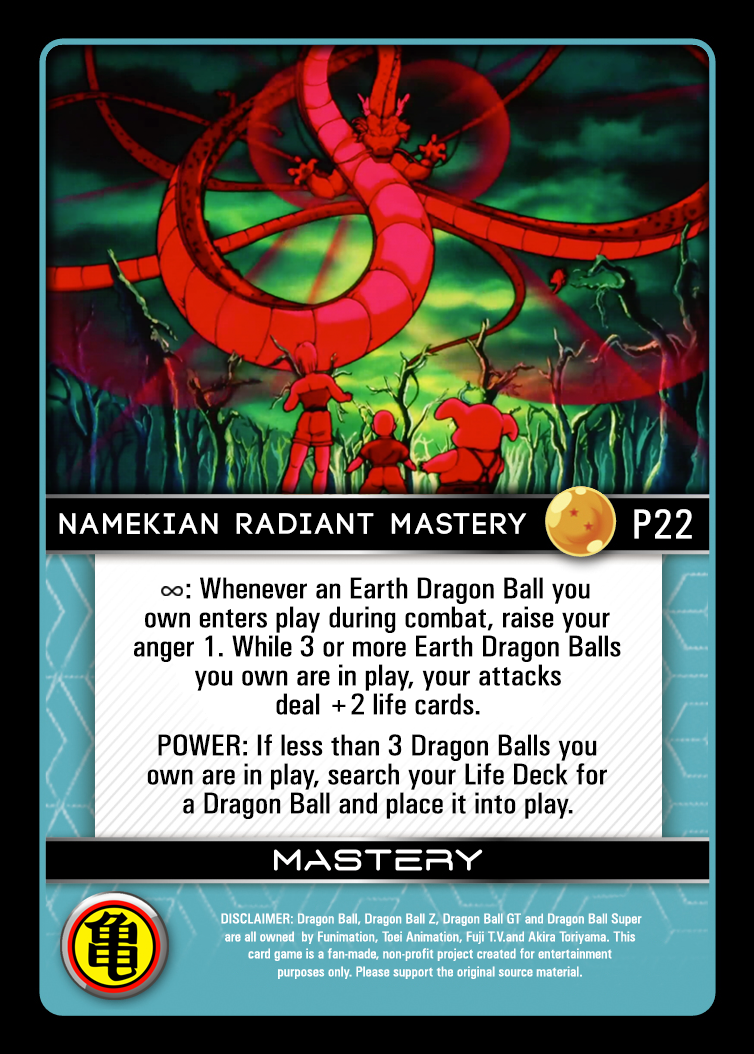 NAMEKIAN RADIANT MASTERY P22
∞: Whenever an Earth Dragon Ball you
own enters play during combat, raise your
anger 1. While 3 or more Earth Dragon Balls
you own are in play, your attacks
deal +2 life cards.
POWER: If less than 3 Dragon Balls you
own are in play, search your Life Deck for
a Dragon Ball and place it into play.
MASTERY
亀
DISCLAIMER: Dragon Ball, Dragon Ball Z, Dragon Ball GT and Dragon Ball Super
are all owned by Funimation, Toei Animation, Fuji T.V.and Akira Toriyama. This
card game is a fan-made, non-profit project created for entertainment
purposes only. Please support the original source material.